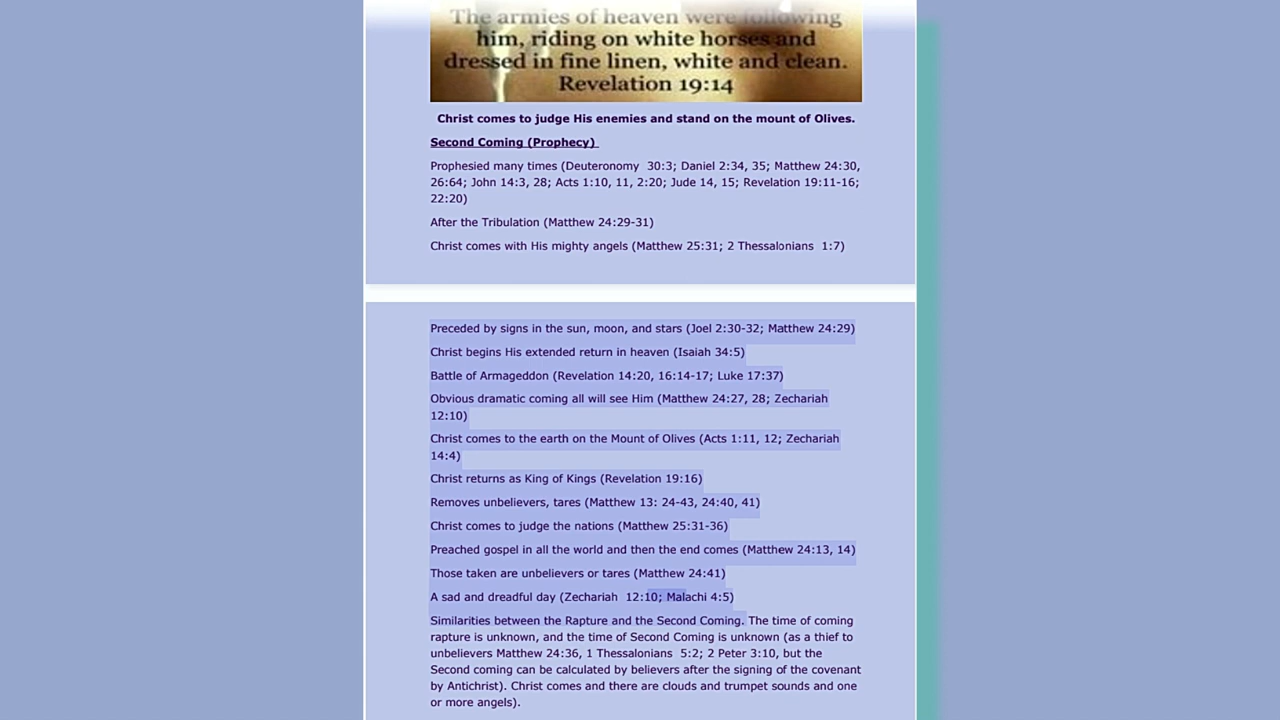 The armies of heaven were following
him, riding on white horses and
dressed in fine linen, white and clean.
Revelation 19:14
Christ comes to judge His enemies and stand on the mount of Olives.
Second Coming (Prophecy)
Prophesied many times (Deuteronomy 30:3; Daniel 2:34, 35; Matthew 24:30,
26:64; John 14:3, 28; Acts 1:10, 11, 2:20; Jude 14, 15; Revelation 19:11-16;
22:20)
After the Tribulation (Matthew 24:29-31)
Christ comes with His mighty angels (Matthew 25:31; 2 Thessalonians 1:7)
Preceded by signs in the sun, moon, and stars (Joel 2:30-32; Matthew 24:29)
Christ begins His extended return in heaven (Isaiah 34:5)
Battle of Armageddon (Revelation 14:20, 16:14-17; Luke 17:37)
Obvious dramatic coming all will see Him (Matthew 24:27, 28; Zechariah
12:10)
Christ comes to the earth on the Mount of Olives (Acts 1:11, 12; Zechariah
14:4)
Christ returns as King of Kings (Revelation 19:16)
Removes unbelievers, tares (Matthew 13: 24-43, 24:40, 41)
Christ comes to judge the nations (Matthew 25:31-36)
Preached gospel in all the world and then the end comes (Matthew 24:13, 14)
Those taken are unbelievers or tares (Matthew 24:41)
A sad and dreadful day (Zechariah 12:10; Malachi 4:5)
Similarities between the Rapture and the Second Coming. The time of coming
rapture is unknown, and the time of Second Coming is unknown (as a thief to
unbelievers Matthew 24:36, 1 Thessalonians 5:2; 2 Peter 3:10, but the
Second coming can be calculated by believers after the signing of the covenant
by Antichrist). Christ comes and there are clouds and trumpet sounds and one
or more angels).